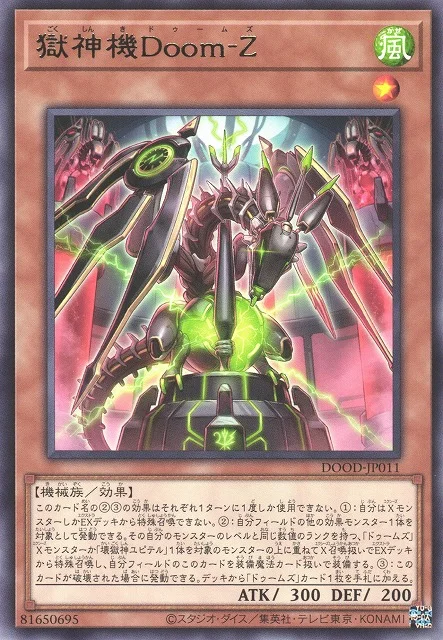 ごくしんきドゥームズ
獄神機Doom-Z
かぜ
風
DOOD-JP011
【機械族／効果】
このカード名の②③の効果はそれぞれ1ターンに1度しか使用できない。①：自分はXモン
スターしかEXデッキから特殊召喚できない。②：自分フィールドの他の効果モンスター1体を
対象として発動できる。その自分のモンスターのレベルと同じ数値のランクを持つ、「ドゥームズ」
Xモンスターか「壊獄神ユピテル」1体を対象のモンスターの上に重ねてX召喚扱いでEXデッキ
から特殊召喚し、自分フィールドのこのカードを装備魔法カード扱いで装備する。③：この
カードが破壊された場合に発動できる。デッキから「ドゥームズ」カード1枚を手札に加える。
ATK/ 300 DEF/ 200
81650695
©スタジオ・ダイス／集英社・テレビ東京・KONAMI